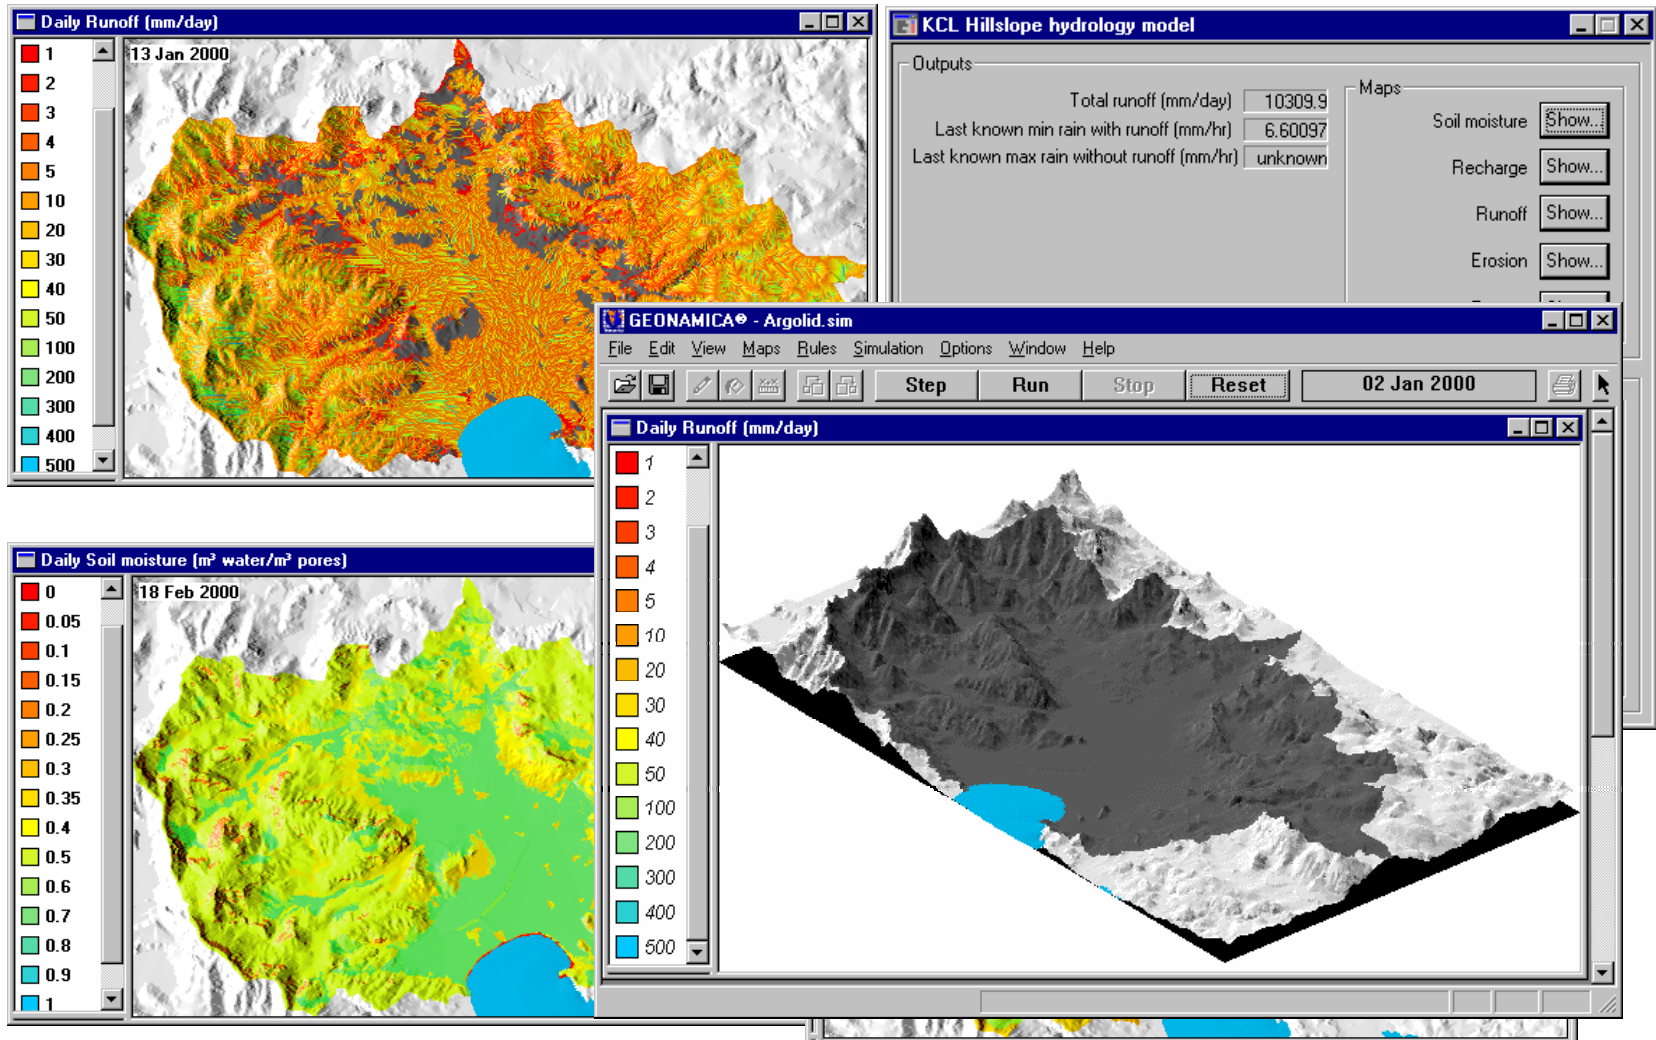 Daily Runoff (mm/day)
13 Jan 2000
1
2
3
4
5
10
20
30
40
50
100
200
300
400
500
KCL Hillslope hydrology model
Outputs
Total runoff (mm/day) 10309.9
Last known min rain with runoff (mm/hr) 6.60097
Last known max rain without runoff (mm/hr) unknown
Maps
Soil moisture Show...
Recharge Show...
Runoff Show...
Erosion Show...
GEONAMICA® - Argolid.sim
File Edit View Maps Rules Simulation Options Window Help
Step Run Stop Reset 02 Jan 2000
Daily Runoff (mm/day)
1
2
3
4
5
10
20
30
40
50
100
200
300
400
500
Daily Soil moisture (m³ water/m³ pores)
18 Feb 2000
0
0.05
0.1
0.15
0.2
0.25
0.3
0.35
0.4
0.5
0.6
0.7
0.8
0.9
1